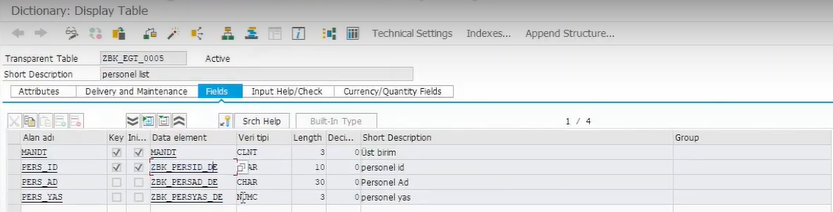 Dictionary: Display Table
Technical Settings Indexes... Append Structure...
Transparent Table ZBK_EGT_0005 Active
Short Description personel list
Attributes Delivery and Maintenance Fields Input Help/Check Currency/Quantity Fields
Srch Help Built-In Type 1 / 4
Alan adı Key Ini... Data element Veri tipi Length Deci... Short Description Group
MANDT MANDT CLNT 3 0 Üst birim
PERS_ID ZBK_PERSID_DE AR 10 0 personel id
PERS_AD ZBK_PERSAD_DE CHAR 30 0 Personel Ad
PERS_YAS ZBK_PERSYAS_DE NUMC 3 0 personel yas